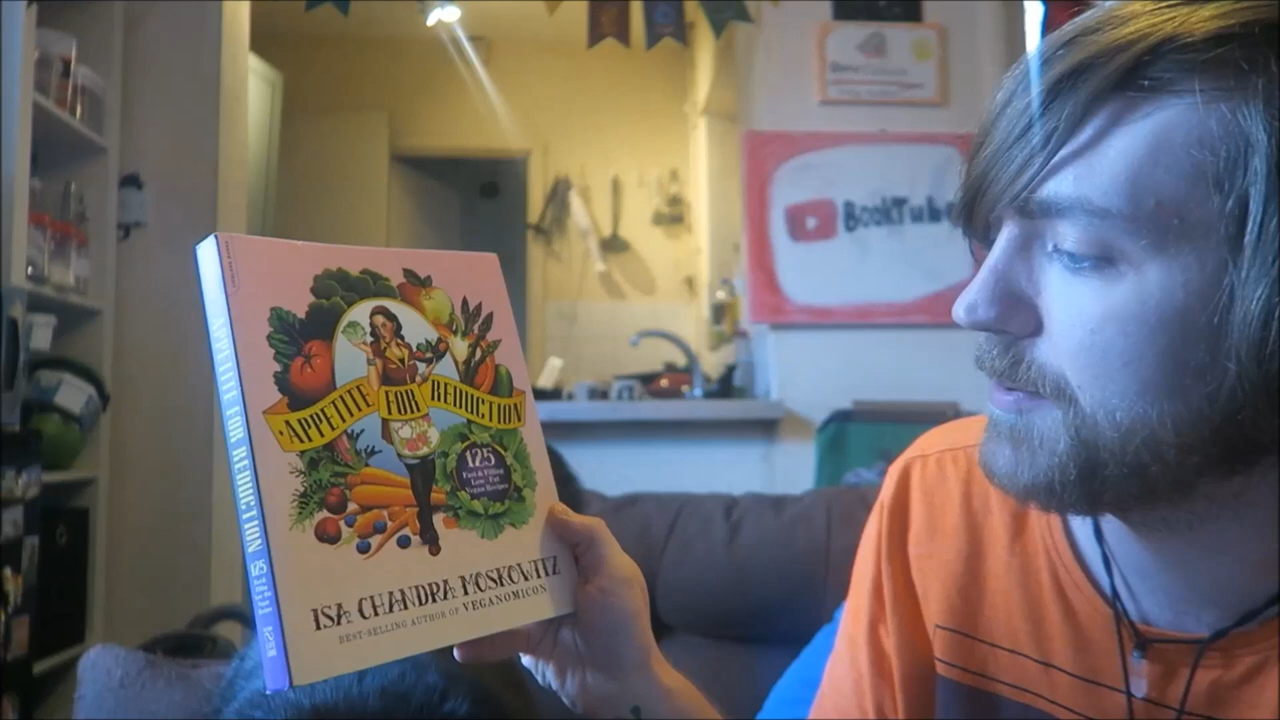 APPETITE FOR REDUCTION
125
Fast & Filling
Low-Fat
Vegan Recipes
ISA CHANDRA MOSKOWITZ
BEST-SELLING AUTHOR OF VEGANOMICON
APPETITE FOR REDUCTION
125
BookTube